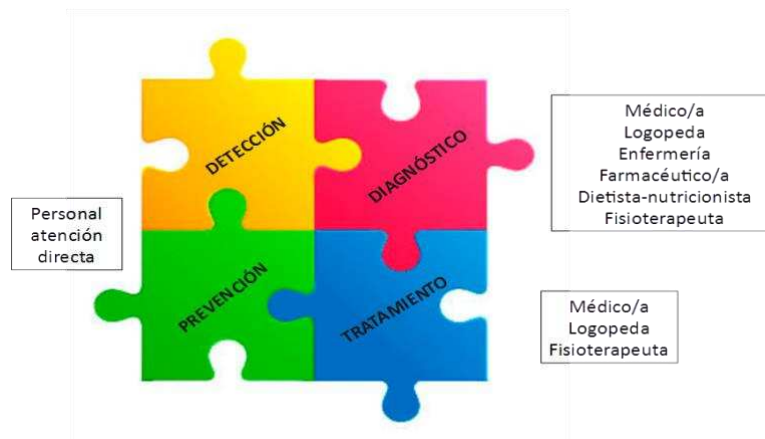 DETECCIÓN
DIAGNÓSTICO
Médico/a
Logopeda
Enfermería
Farmacéutico/a
Dietista-nutricionista
Fisioterapeuta
Personal
atención
directa
PREVENCIÓN
TRATAMIENTO
Médico/a
Logopeda
Fisioterapeuta